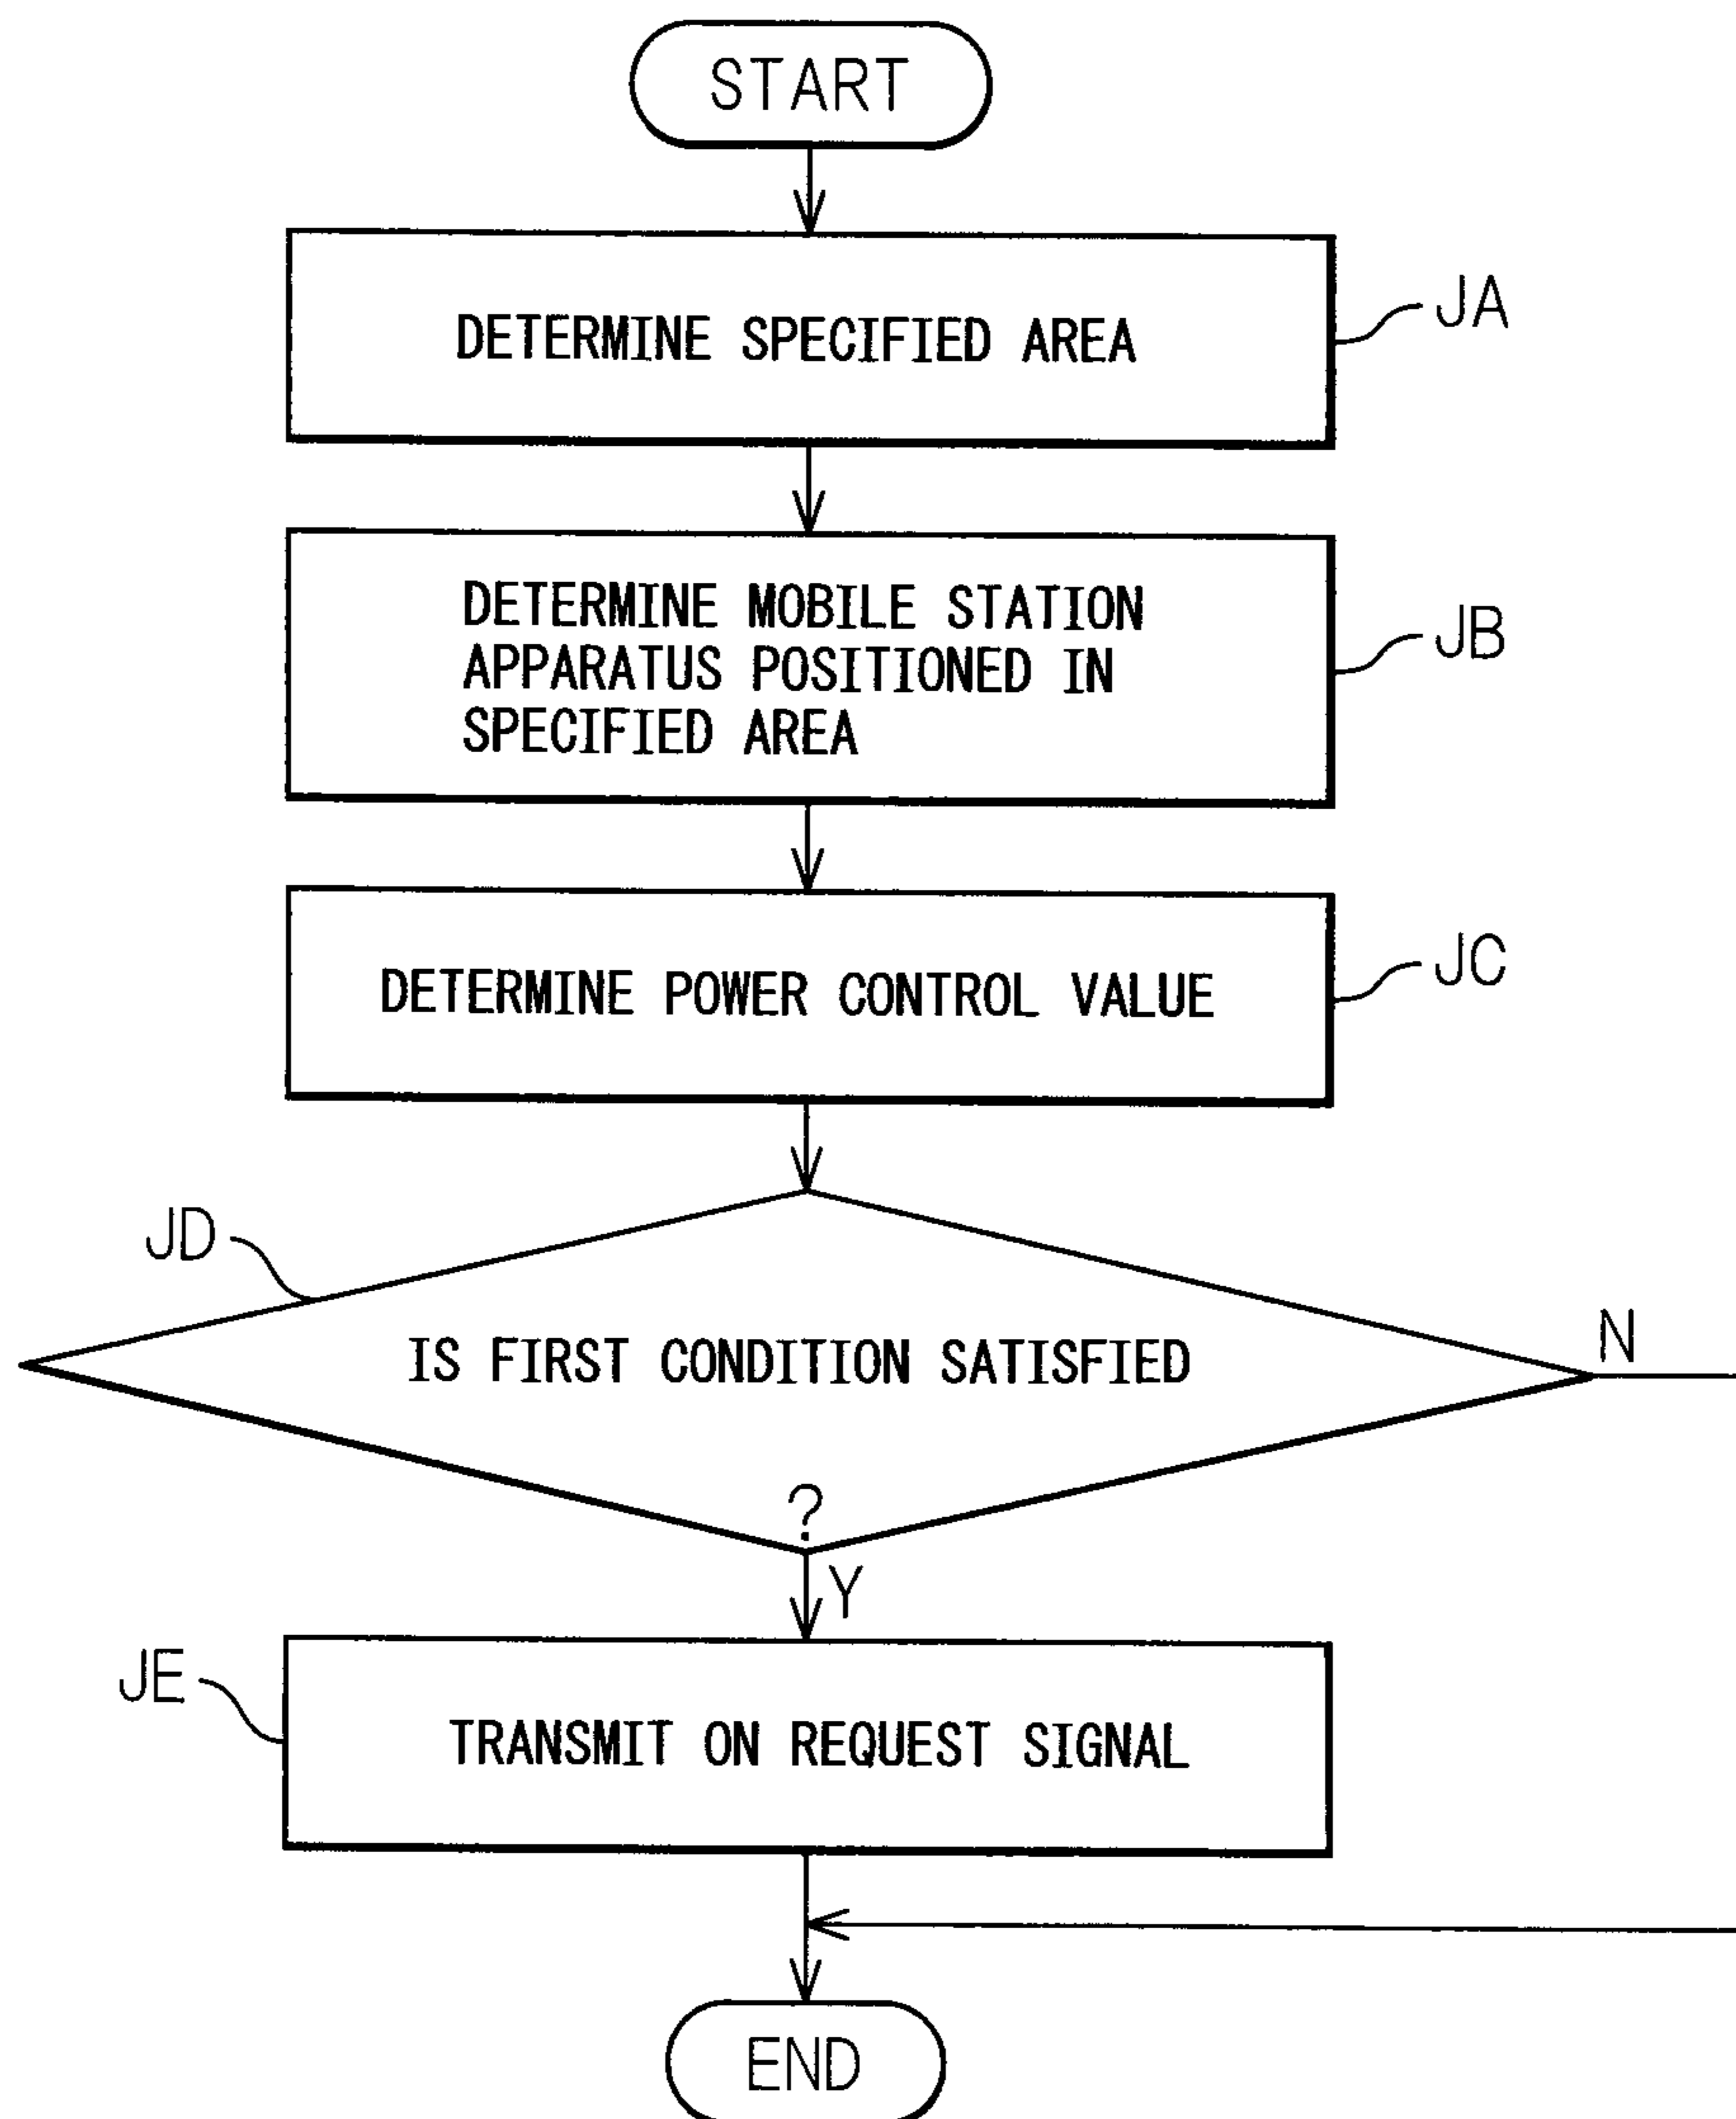 START
DETERMINE SPECIFIED AREA
JA
DETERMINE MOBILE STATION
APPARATUS POSITIONED IN
SPECIFIED AREA
JB
DETERMINE POWER CONTROL VALUE
JC
JD
IS FIRST CONDITION SATISFIED
?
N
Y
JE
TRANSMIT ON REQUEST SIGNAL
END